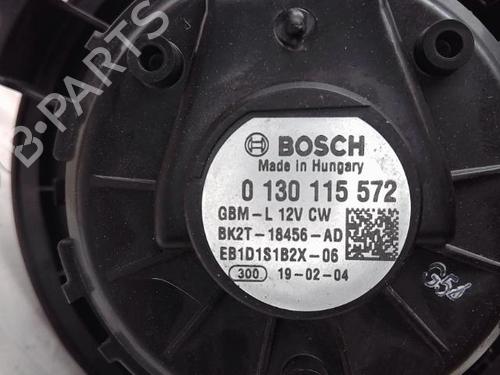 BOSCH
Made in Hungary
0 130 115 572
GBM-L 12V CW
BK2T-18456-AD
EB1D1S1B2X-06
300 19-02-04
B-PARTS